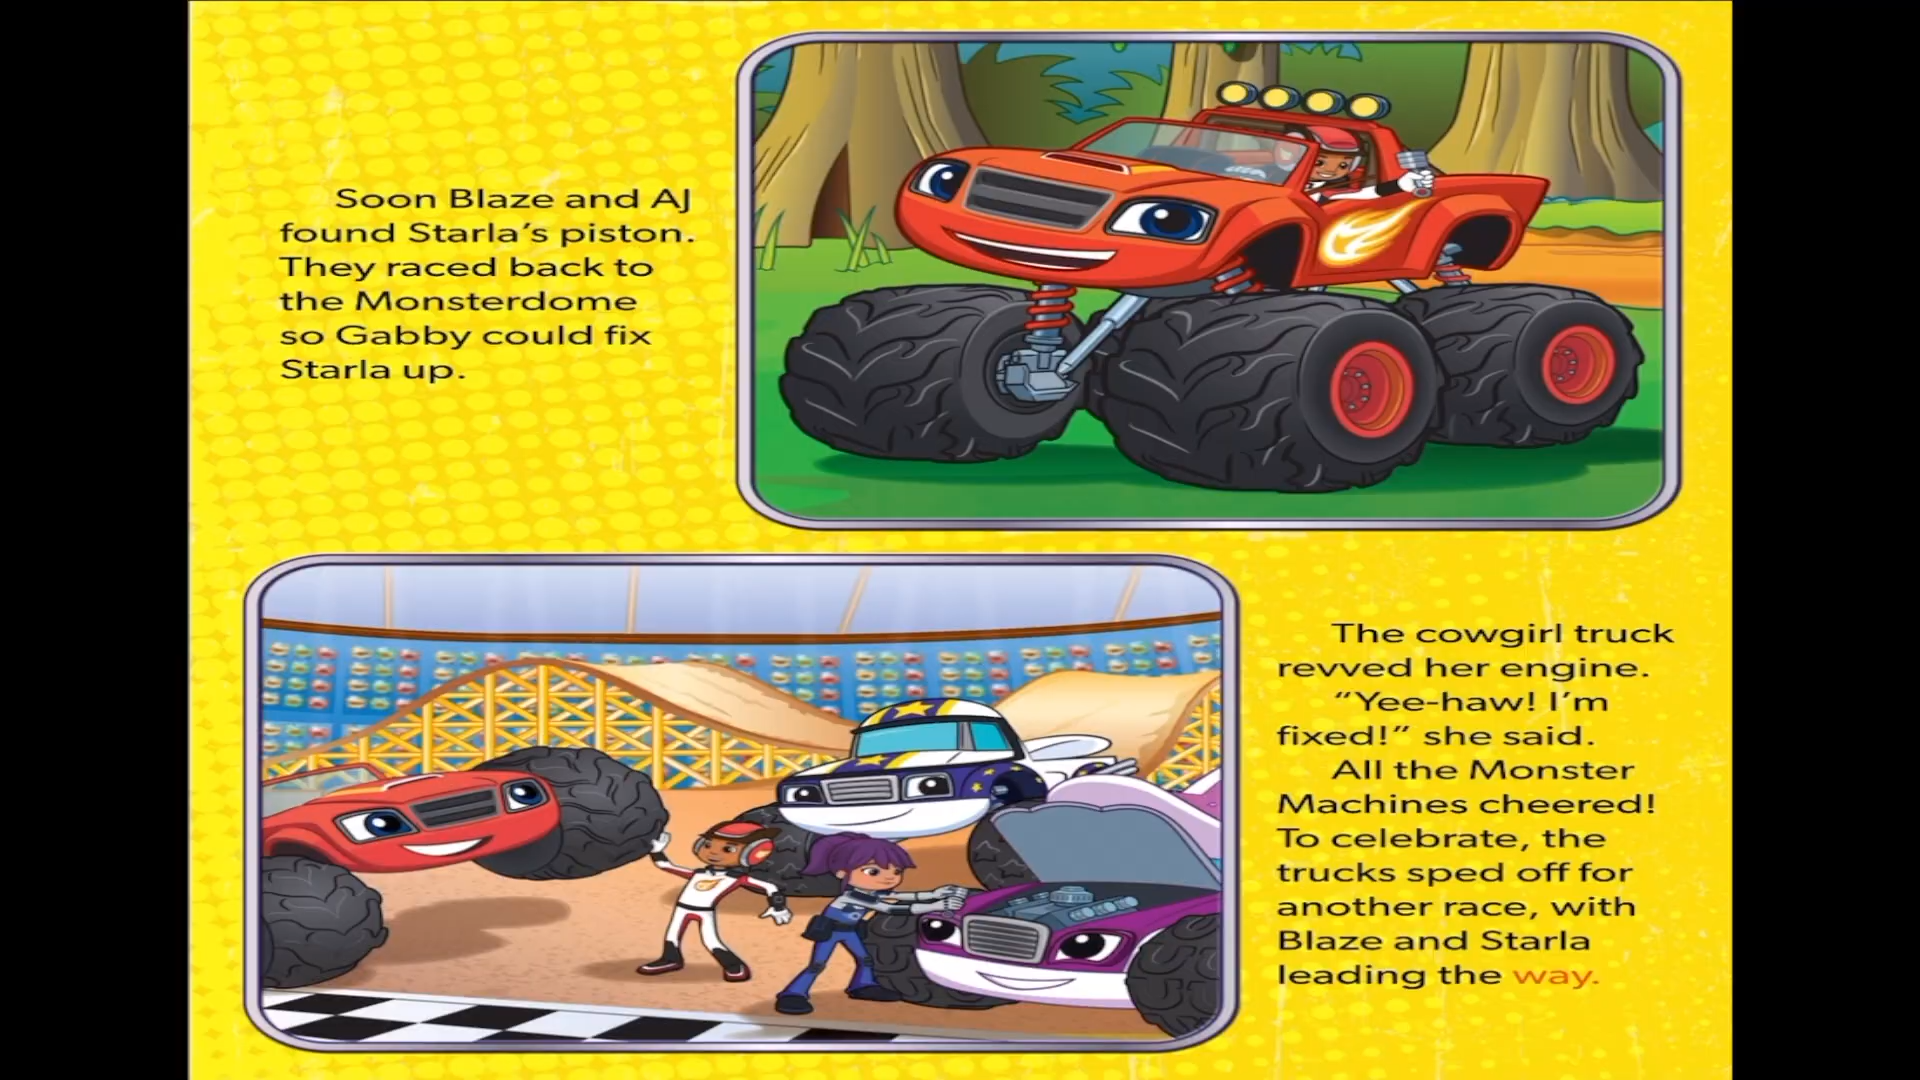 Soon Blaze and AJ
found Starla's piston.
They raced back to
the Monsterdome
so Gabby could fix
Starla up.
The cowgirl truck
revved her engine.
“Yee-haw! I'm
fixed!” she said.
All the Monster
Machines cheered!
To celebrate, the
trucks sped off for
another race, with
Blaze and Starla
leading the way.